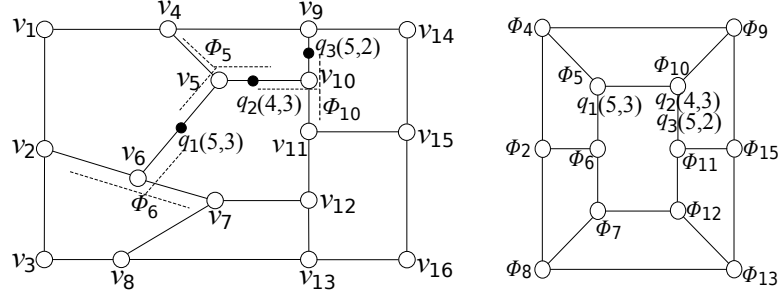 v1 v4 v9 v14
Φ5 q3(5,2)
v5 v10
q2(4,3) Φ10
q1(5,3) v11 v15
v2 v6
Φ6 v7 v12
v3 v8 v13 v16
Φ4 Φ9
Φ5 Φ10
q1(5,3) q2(4,3)
q3(5,2)
Φ2 Φ6 Φ11 Φ15
Φ7 Φ12
Φ8 Φ13